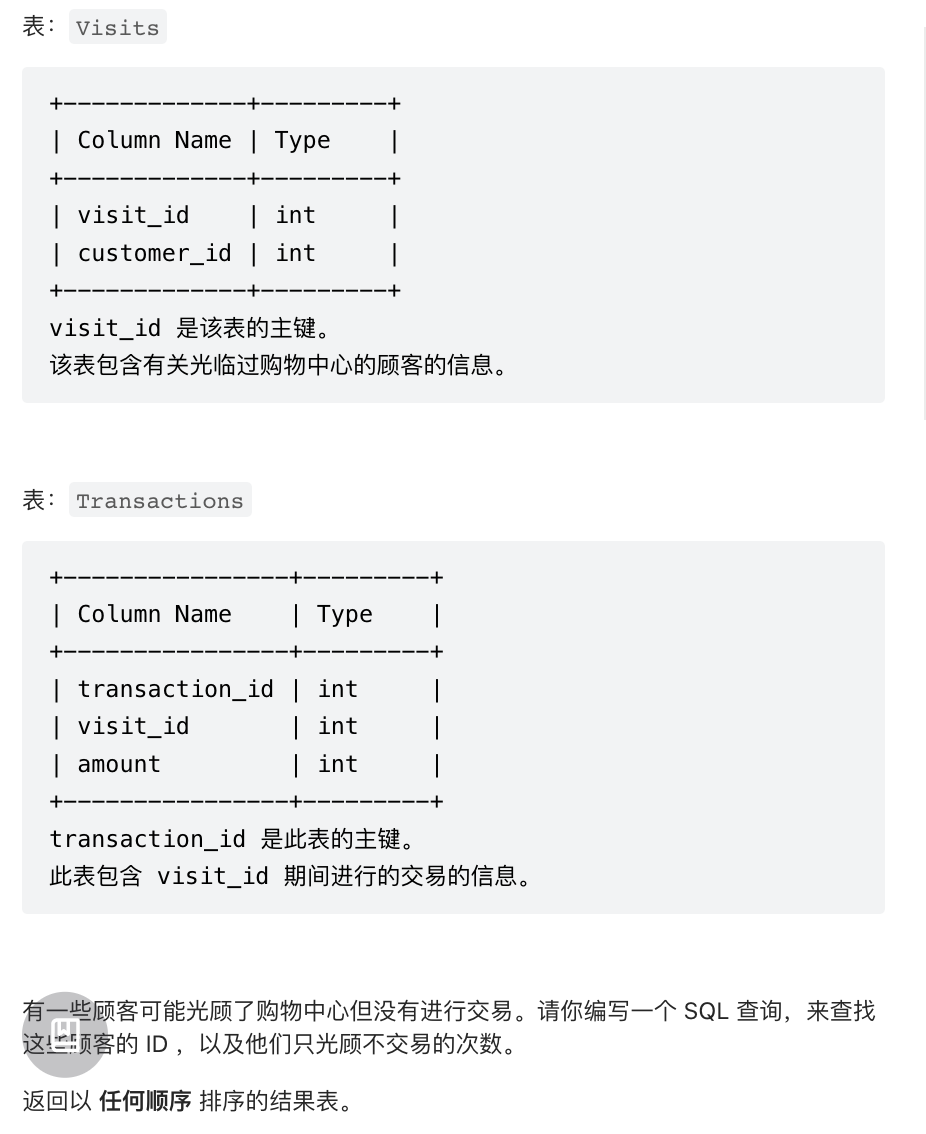 表： Visits
+-------------+---------+
| Column Name | Type    |
+-------------+---------+
| visit_id    | int     |
| customer_id | int     |
+-------------+---------+
visit_id 是该表的主键。
该表包含有关光临过购物中心的顾客的信息。
表： Transactions
+----------------+---------+
| Column Name    | Type    |
+----------------+---------+
| transaction_id | int     |
| visit_id       | int     |
| amount         | int     |
+----------------+---------+
transaction_id 是此表的主键。
此表包含 visit_id 期间进行的交易的信息。
有一些顾客可能光顾了购物中心但没有进行交易。请你编写一个 SQL 查询，来查找
这些顾客的 ID ，以及他们只光顾不交易的次数。
返回以 任何顺序 排序的结果表。